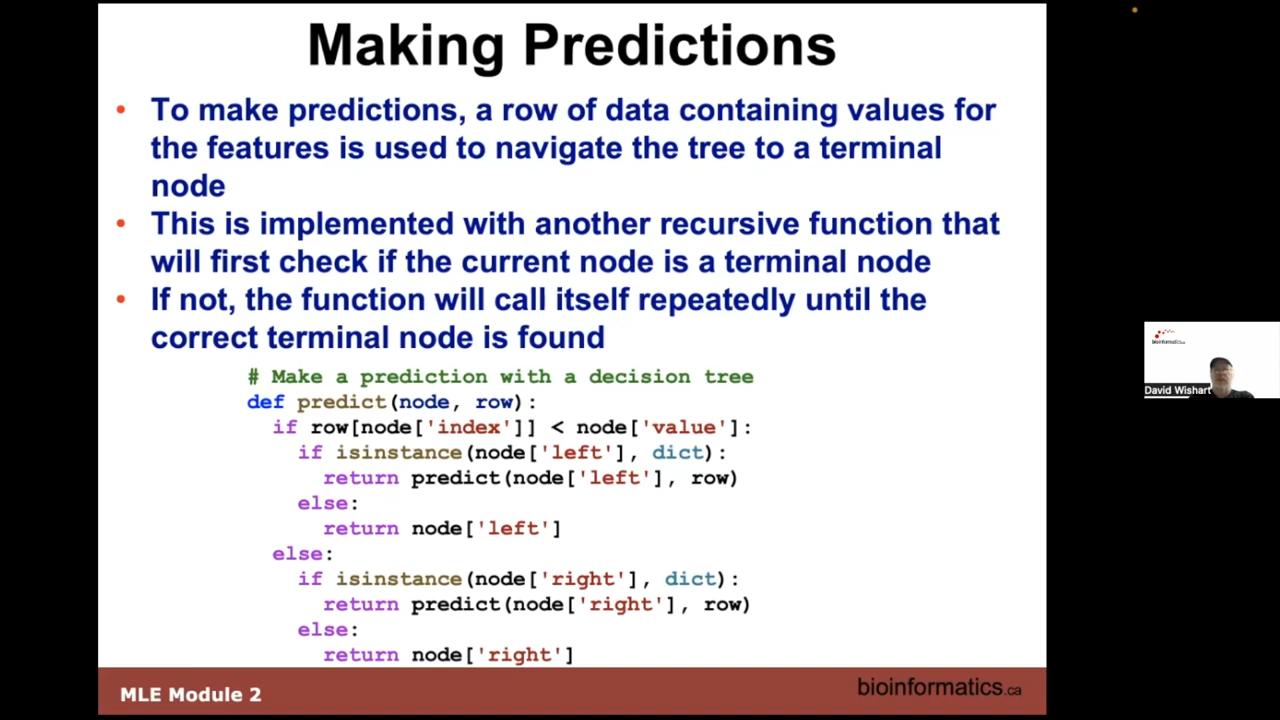 Making Predictions
• To make predictions, a row of data containing values for
the features is used to navigate the tree to a terminal
node
• This is implemented with another recursive function that
will first check if the current node is a terminal node
• If not, the function will call itself repeatedly until the
correct terminal node is found
# Make a prediction with a decision tree
def predict(node, row):
  if row[node['index']] < node['value']:
    if isinstance(node['left'], dict):
      return predict(node['left'], row)
    else:
      return node['left']
  else:
    if isinstance(node['right'], dict):
      return predict(node['right'], row)
    else:
      return node['right']
MLE Module 2
bioinformatics.ca
bioinformatics.ca
David Wishart